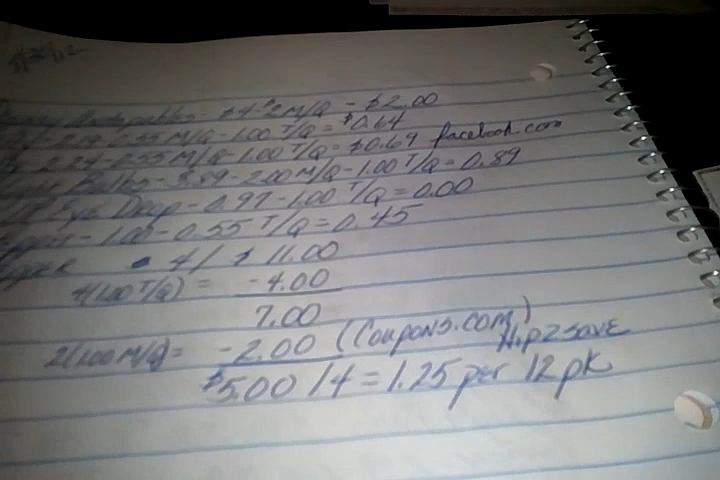 - $4 - $2 M/Q - $2.00
2.19 - 0.55 M/Q - 1.00 T/Q = $0.64
2.24 - 0.55 M/Q - 1.00 T/Q = $0.69 facebook.com
Balls - 3.89 - 2.00 M/Q - 1.00 T/Q = 0.89
Eye Drop - 0.97 - 1.00 T/Q = 0.00
- 1.00 - 0.55 T/Q = 0.45
4 / $ 11.00
4(1.00 T/Q) = - 4.00
7.00
2(1.00 M/Q) = - 2.00 (Coupons.com) Hip2Save
$5.00 / 4 = 1.25 per 12 pk